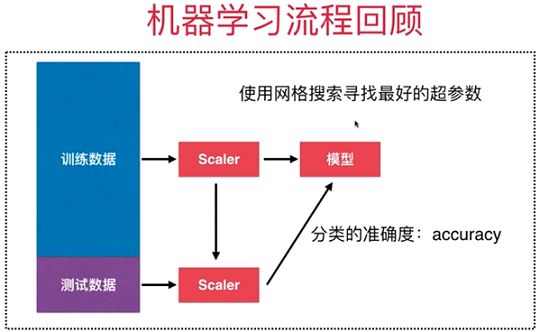 机器学习流程回顾
使用网格搜索寻找最好的超参数
训练数据
Scaler
模型
分类的准确度：accuracy
测试数据
Scaler